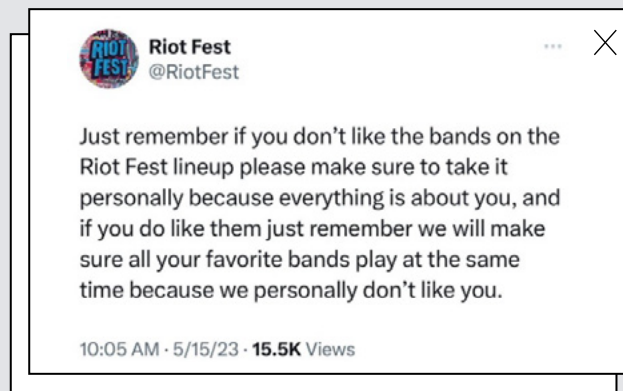 RIOT
FEST
Riot Fest
@RiotFest
Just remember if you don’t like the bands on the
Riot Fest lineup please make sure to take it
personally because everything is about you, and
if you do like them just remember we will make
sure all your favorite bands play at the same
time because we personally don’t like you.
10:05 AM · 5/15/23 · 15.5K Views